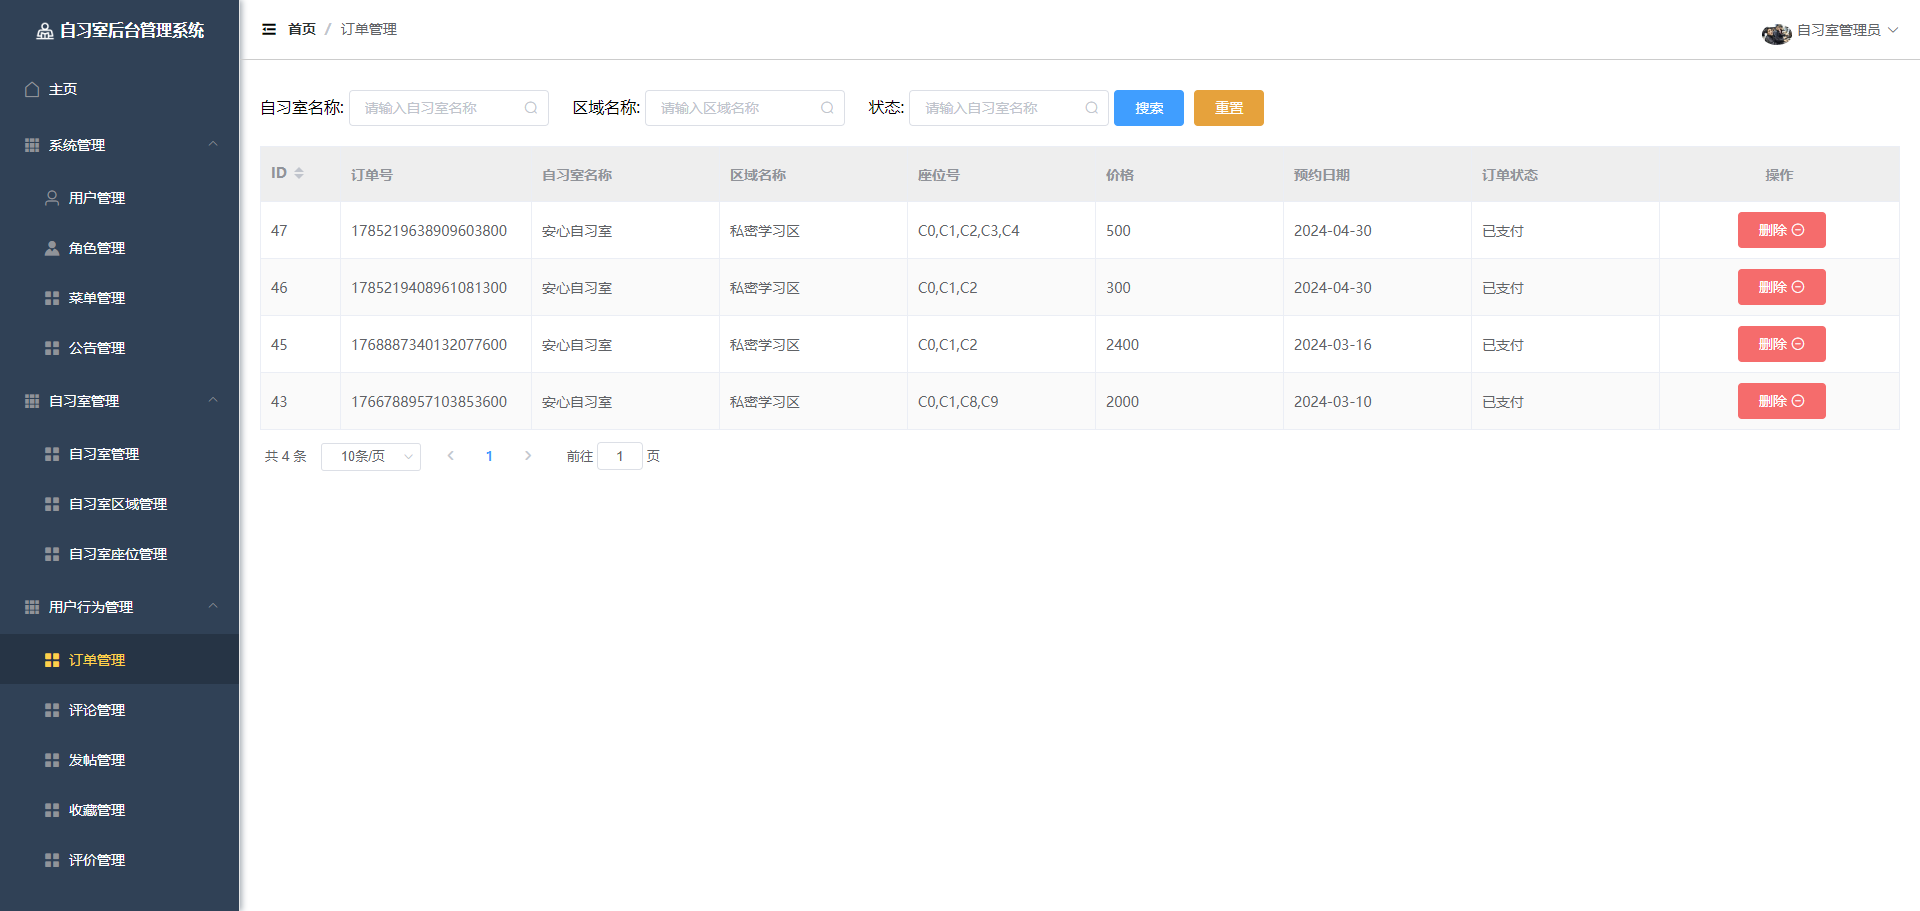 自习室后台管理系统
主页
系统管理
用户管理
角色管理
菜单管理
公告管理
自习室管理
自习室管理
自习室区域管理
自习室座位管理
用户行为管理
订单管理
评论管理
发帖管理
收藏管理
评价管理
首页 / 订单管理
自习室管理员
自习室名称: 请输入自习室名称 区域名称: 请输入区域名称 状态: 请输入自习室名称 搜索 重置
ID 订单号 自习室名称 区域名称 座位号 价格 预约日期 订单状态 操作
47 1785219638909603800 安心自习室 私密学习区 C0,C1,C2,C3,C4 500 2024-04-30 已支付 删除
46 1785219408961081300 安心自习室 私密学习区 C0,C1,C2 300 2024-04-30 已支付 删除
45 1768887340132077600 安心自习室 私密学习区 C0,C1,C2 2400 2024-03-16 已支付 删除
43 1766788957103853600 安心自习室 私密学习区 C0,C1,C8,C9 2000 2024-03-10 已支付 删除
共 4 条 10条/页 1 前往 1 页